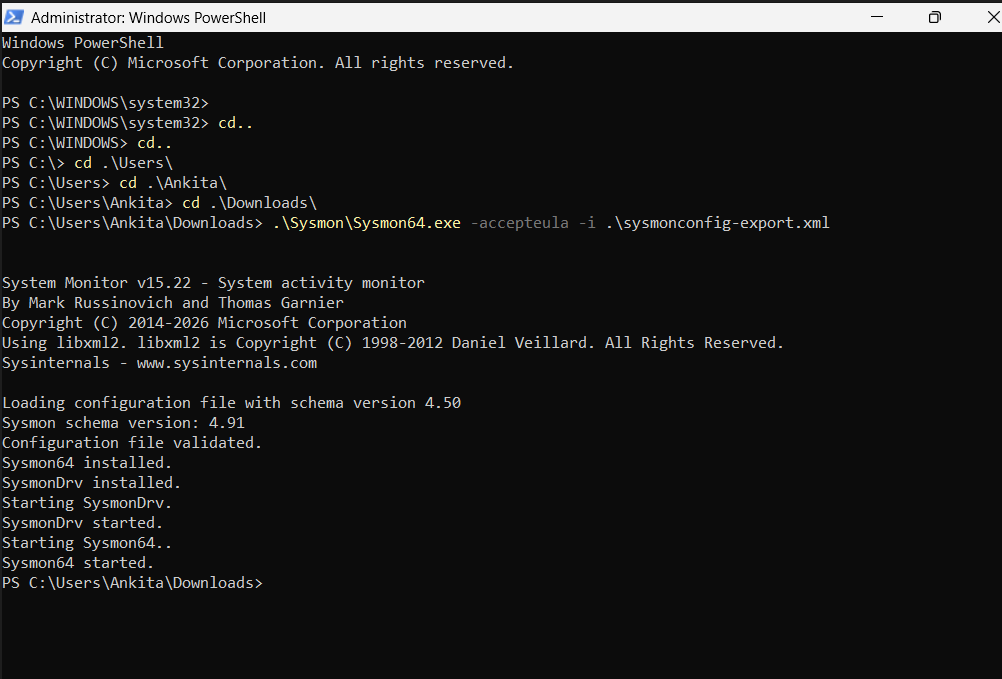 Administrator: Windows PowerShell
Windows PowerShell
Copyright (C) Microsoft Corporation. All rights reserved.
PS C:\WINDOWS\system32>
PS C:\WINDOWS\system32> cd..
PS C:\WINDOWS> cd..
PS C:\> cd .\Users\
PS C:\Users> cd .\Ankita\
PS C:\Users\Ankita> cd .\Downloads\
PS C:\Users\Ankita\Downloads> .\Sysmon\Sysmon64.exe -accepteula -i .\sysmonconfig-export.xml
System Monitor v15.22 - System activity monitor
By Mark Russinovich and Thomas Garnier
Copyright (C) 2014-2026 Microsoft Corporation
Using libxml2. libxml2 is Copyright (C) 1998-2012 Daniel Veillard. All Rights Reserved.
Sysinternals - www.sysinternals.com
Loading configuration file with schema version 4.50
Sysmon schema version: 4.91
Configuration file validated.
Sysmon64 installed.
SysmonDrv installed.
Starting SysmonDrv.
SysmonDrv started.
Starting Sysmon64..
Sysmon64 started.
PS C:\Users\Ankita\Downloads>